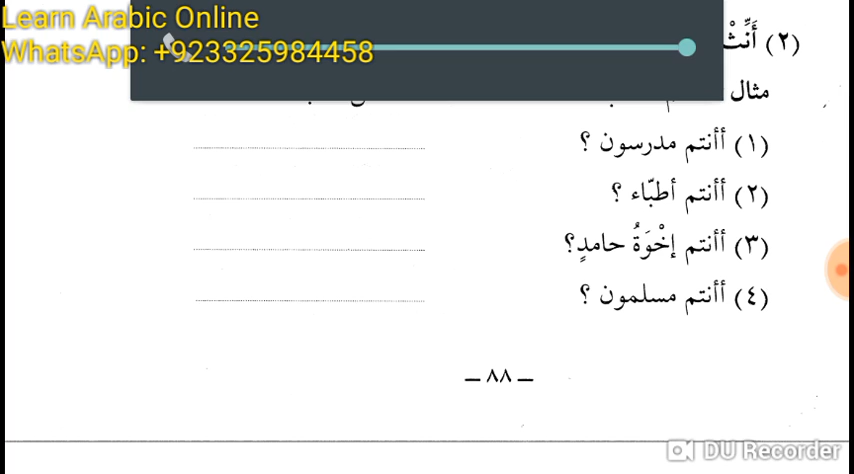 Learn Arabic Online
WhatsApp: +923325984458
(٢) أَنِّثْ
مثال
(١) أأنتم مدرسون ؟
(٢) أأنتم أطبّاء ؟
(٣) أأنتم إخْوَةُ حامدٍ؟
(٤) أأنتم مسلمون ؟
– ٨٨ –
DU Recorder